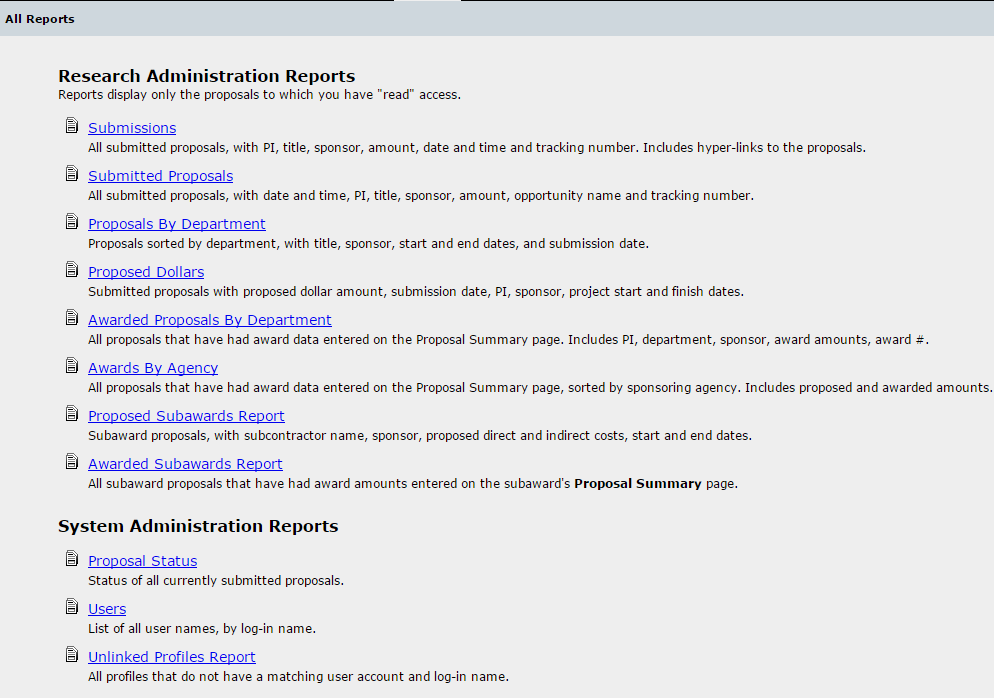 All Reports
Research Administration Reports
Reports display only the proposals to which you have "read" access.
Submissions
All submitted proposals, with PI, title, sponsor, amount, date and time and tracking number. Includes hyper-links to the proposals.
Submitted Proposals
All submitted proposals, with date and time, PI, title, sponsor, amount, opportunity name and tracking number.
Proposals By Department
Proposals sorted by department, with title, sponsor, start and end dates, and submission date.
Proposed Dollars
Submitted proposals with proposed dollar amount, submission date, PI, sponsor, project start and finish dates.
Awarded Proposals By Department
All proposals that have had award data entered on the Proposal Summary page. Includes PI, department, sponsor, award amounts, award #.
Awards By Agency
All proposals that have had award data entered on the Proposal Summary page, sorted by sponsoring agency. Includes proposed and awarded amounts.
Proposed Subawards Report
Subaward proposals, with subcontractor name, sponsor, proposed direct and indirect costs, start and end dates.
Awarded Subawards Report
All subaward proposals that have had award amounts entered on the subaward's Proposal Summary page.
System Administration Reports
Proposal Status
Status of all currently submitted proposals.
Users
List of all user names, by log-in name.
Unlinked Profiles Report
All profiles that do not have a matching user account and log-in name.